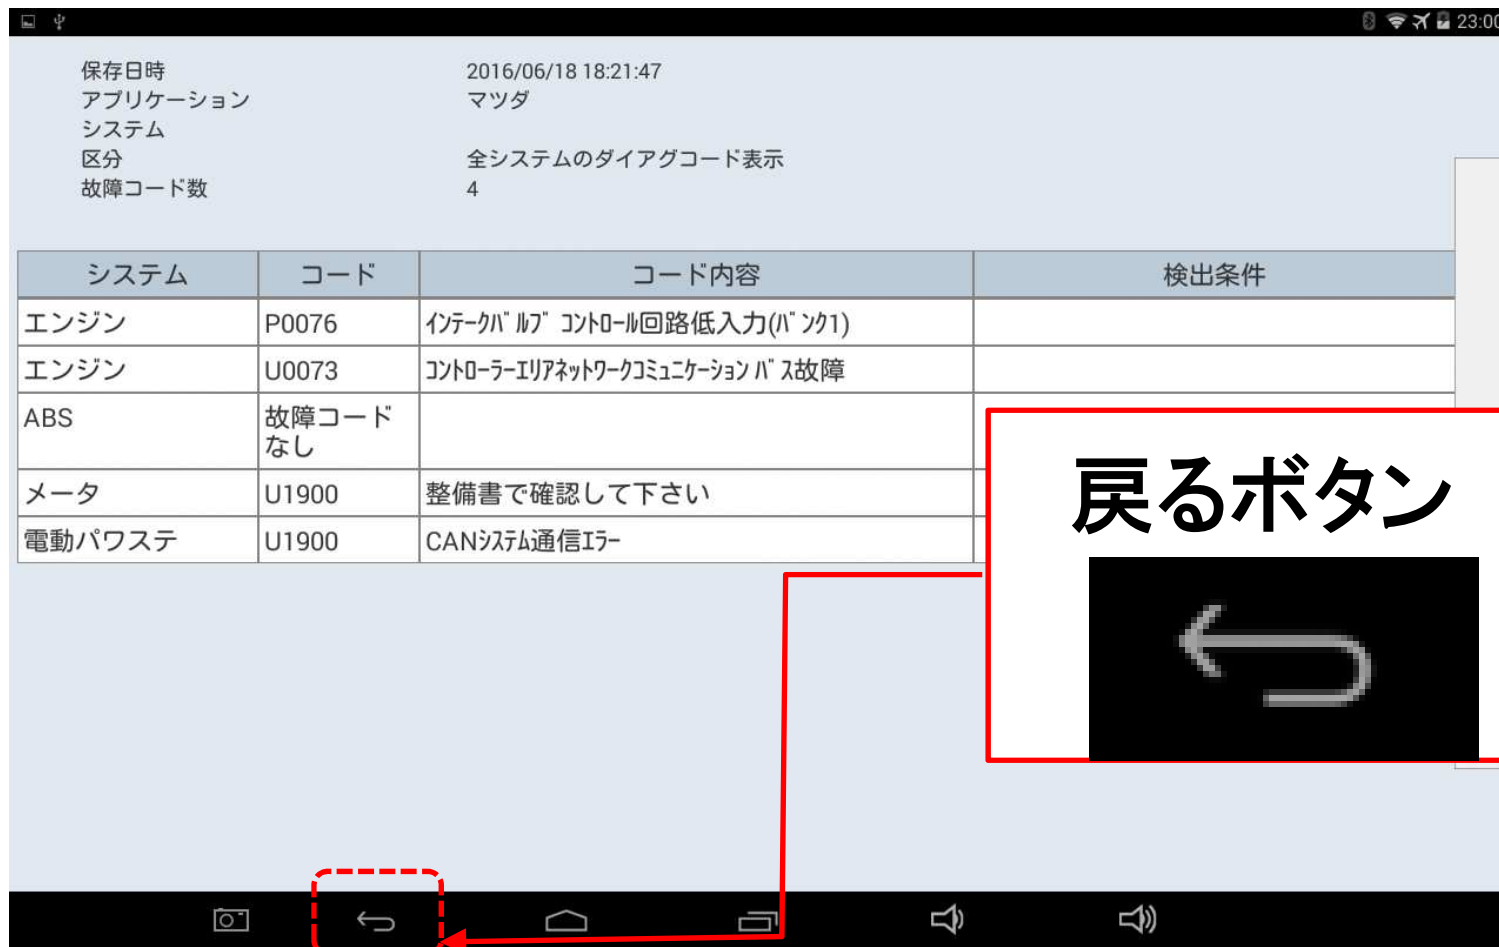 23:00
保存日時 2016/06/18 18:21:47
アプリケーション マツダ
システム
区分 全システムのダイアグコード表示
故障コード数 4
システム コード コード内容 検出条件
エンジン P0076 ｲﾝﾃｰｸﾊﾞﾙﾌﾞ ｺﾝﾄﾛｰﾙ回路低入力(ﾊﾞﾝｸ1)
エンジン U0073 ｺﾝﾄﾛｰﾗｰｴﾘｱﾈｯﾄﾜｰｸｺﾐｭﾆｹｰｼｮﾝ ﾊﾞｽ故障
ABS 故障コード
なし
メータ U1900 整備書で確認して下さい
電動パワステ U1900 CANｼｽﾃﾑ通信ｴﾗｰ
戻るボタン